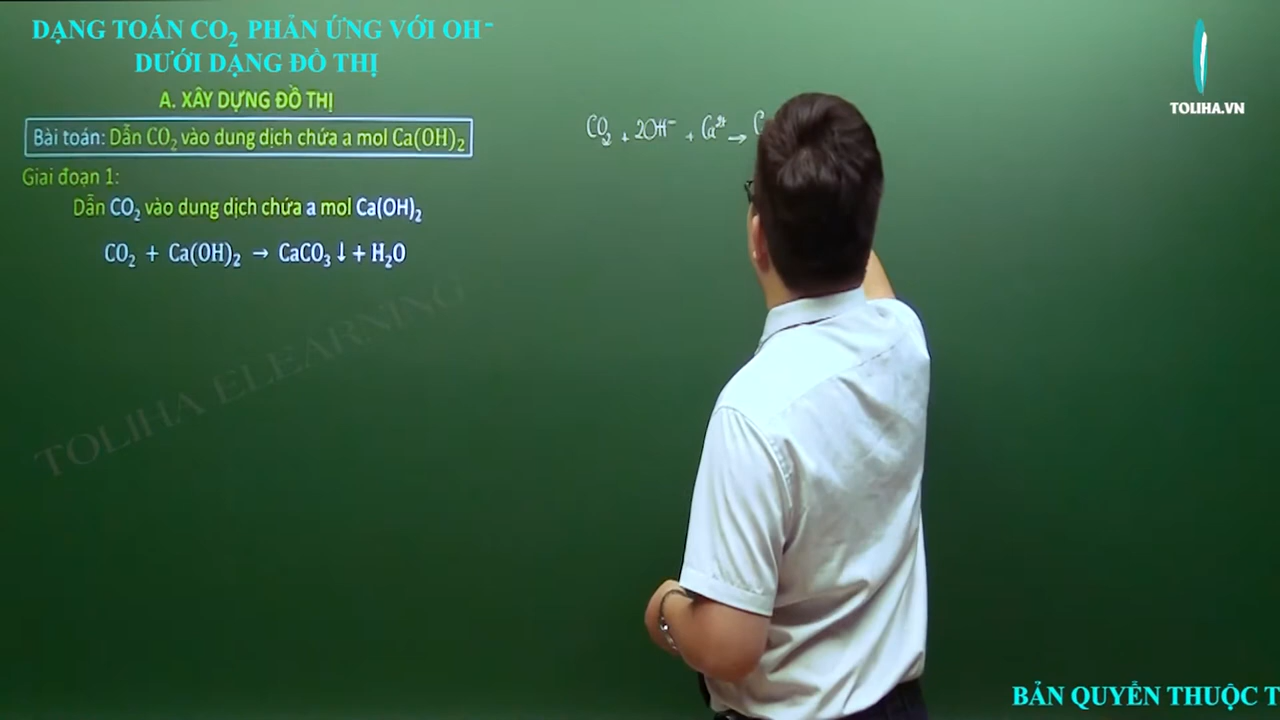 DẠNG TOÁN CO₂ PHẢN ỨNG VỚI OH⁻
DƯỚI DẠNG ĐỒ THỊ
A. XÂY DỰNG ĐỒ THỊ
Bài toán: Dẫn CO₂ vào dung dịch chứa a mol Ca(OH)₂
Giai đoạn 1:
Dẫn CO₂ vào dung dịch chứa a mol Ca(OH)₂
CO₂ + Ca(OH)₂ → CaCO₃↓ + H₂O
CO₂ + 2OH⁻ + Ca²⁺ → C
TOLIHA.VN
TOLIHA ELEARNING
BẢN QUYỀN THUỘC T